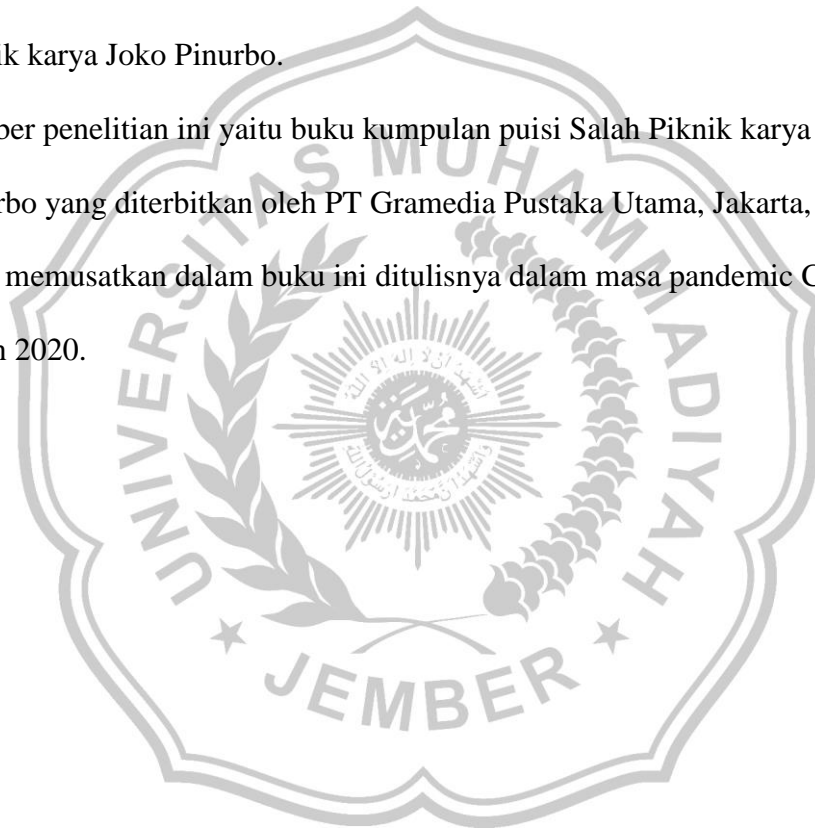 ik karya Joko Pinurbo.
ber penelitian ini yaitu buku kumpulan puisi Salah Piknik karya
rbo yang diterbitkan oleh PT Gramedia Pustaka Utama, Jakarta,
memusatkan dalam buku ini ditulisnya dalam masa pandemic C
n 2020.
UNIVERSITAS MUHAMMADIYAH
JEMBER